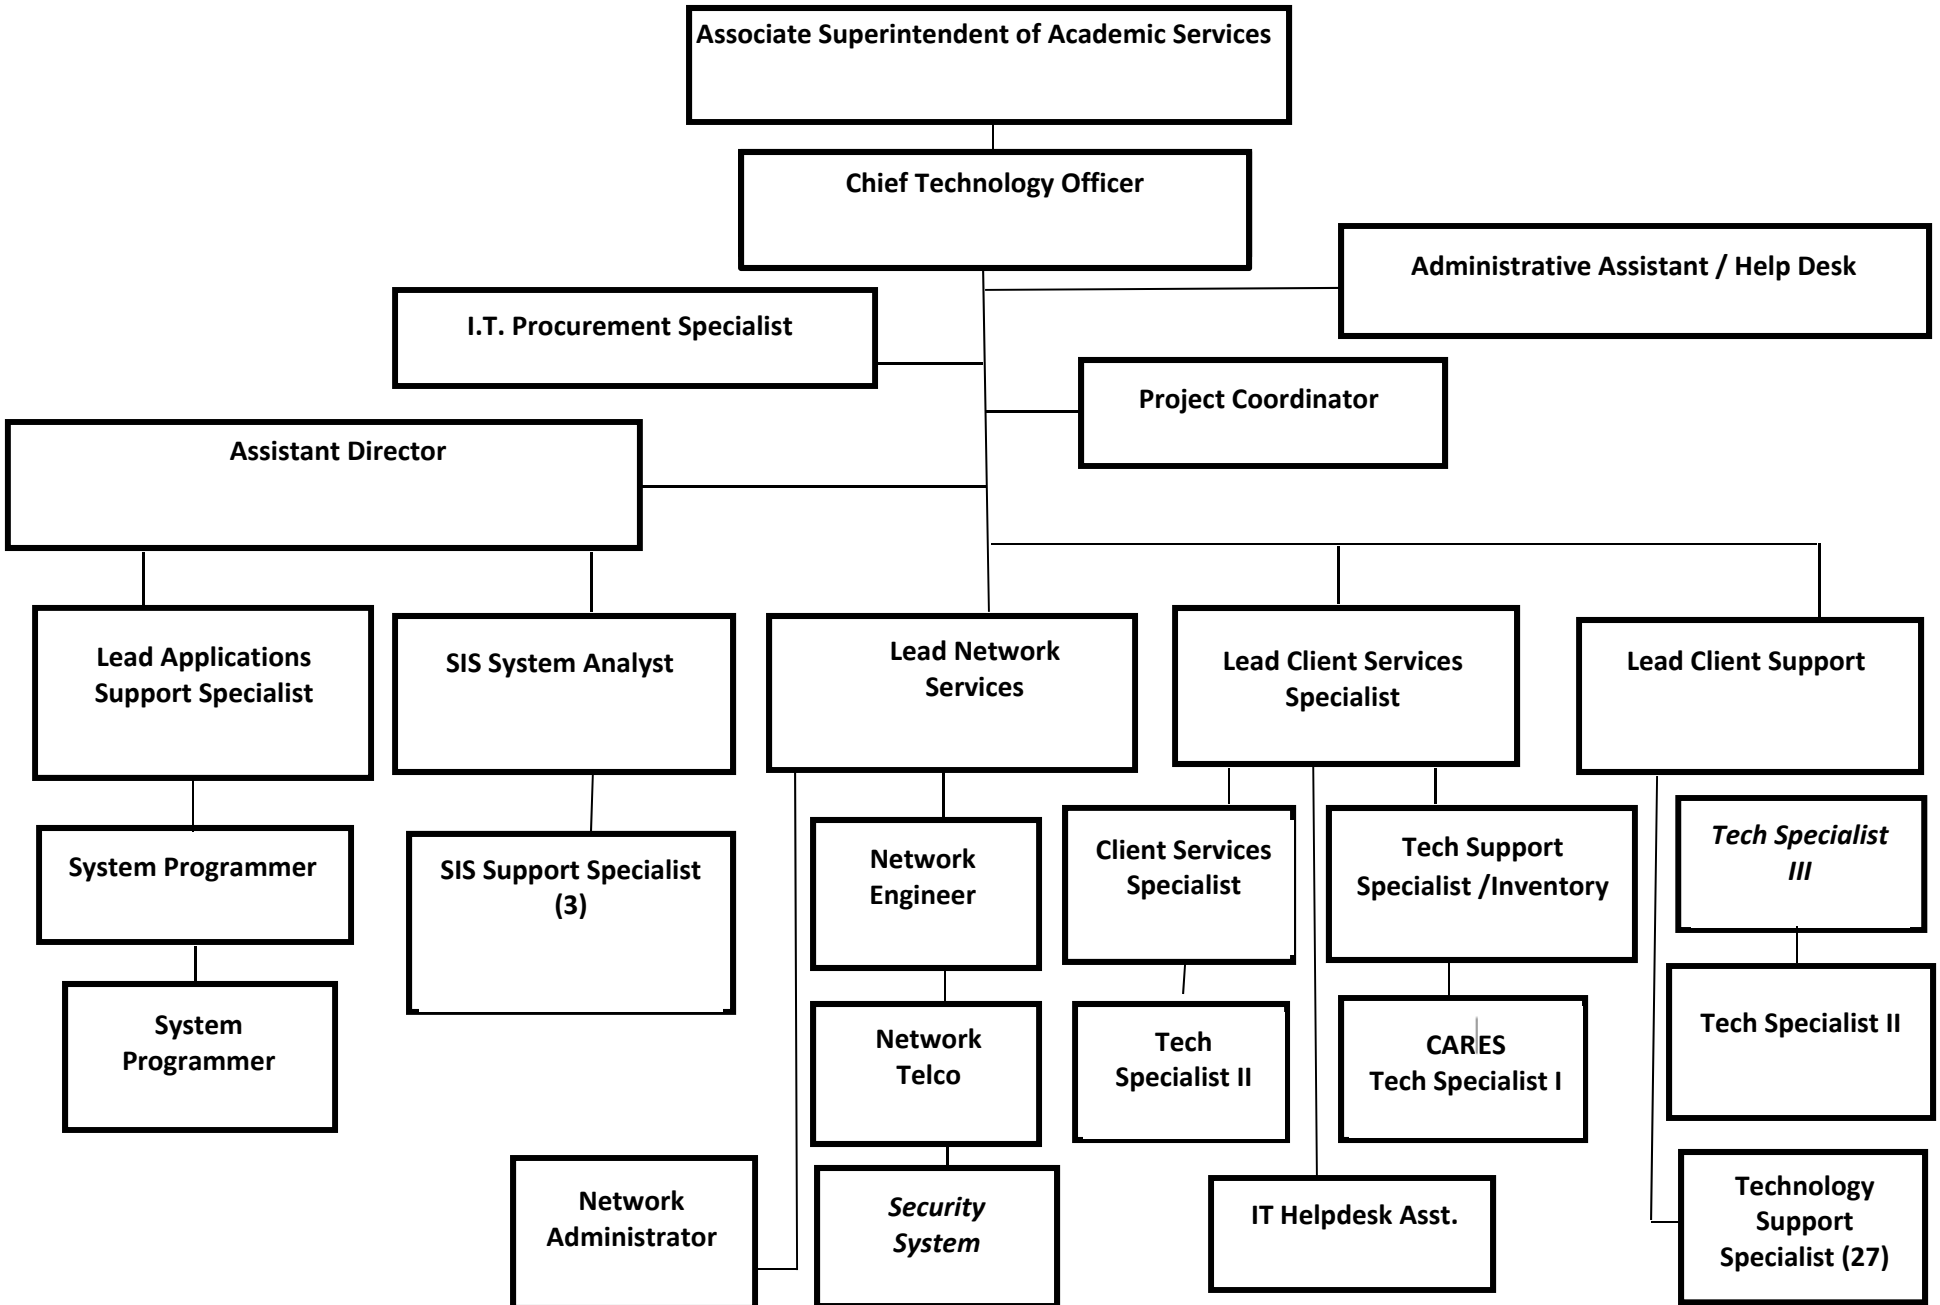 Associate Superintendent of Academic Services
Chief Technology Officer
Administrative Assistant / Help Desk
I.T. Procurement Specialist
Project Coordinator
Assistant Director
Lead Applications
Support Specialist
SIS System Analyst
Lead Network
Services
Lead Client Services
Specialist
Lead Client Support
System Programmer
SIS Support Specialist
(3)
Network
Engineer
Client Services
Specialist
Tech Support
Specialist /Inventory
Tech Specialist
III
System
Programmer
Network
Telco
Tech
Specialist II
CARES
Tech Specialist I
Tech Specialist II
Network
Administrator
Security
System
IT Helpdesk Asst.
Technology
Support
Specialist (27)